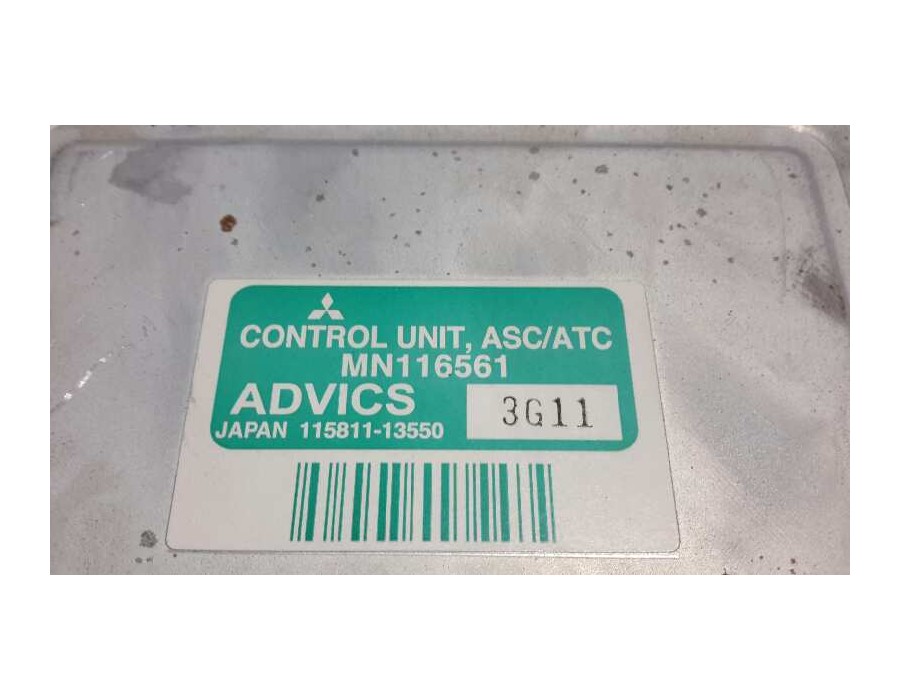 CONTROL UNIT, ASC/ATC
MN116561
ADVICS
3G11
JAPAN 115811-13550